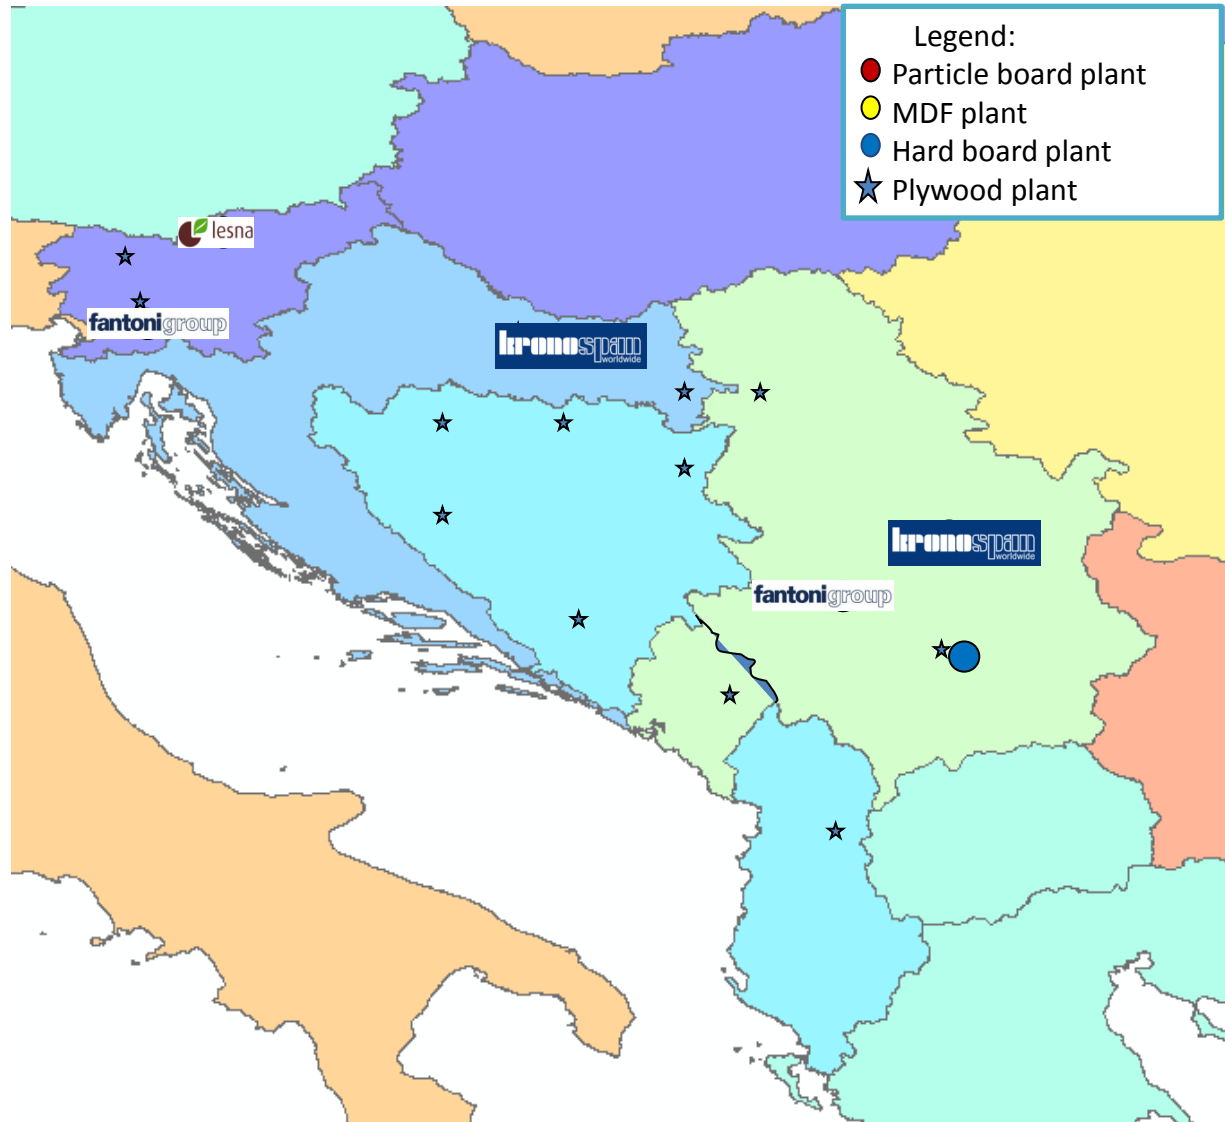 Legend:
Particle board plant
MDF plant
Hard board plant
Plywood plant
lesna
fantonigroup
kronospan
worldwide
kronospan
worldwide
fantonigroup